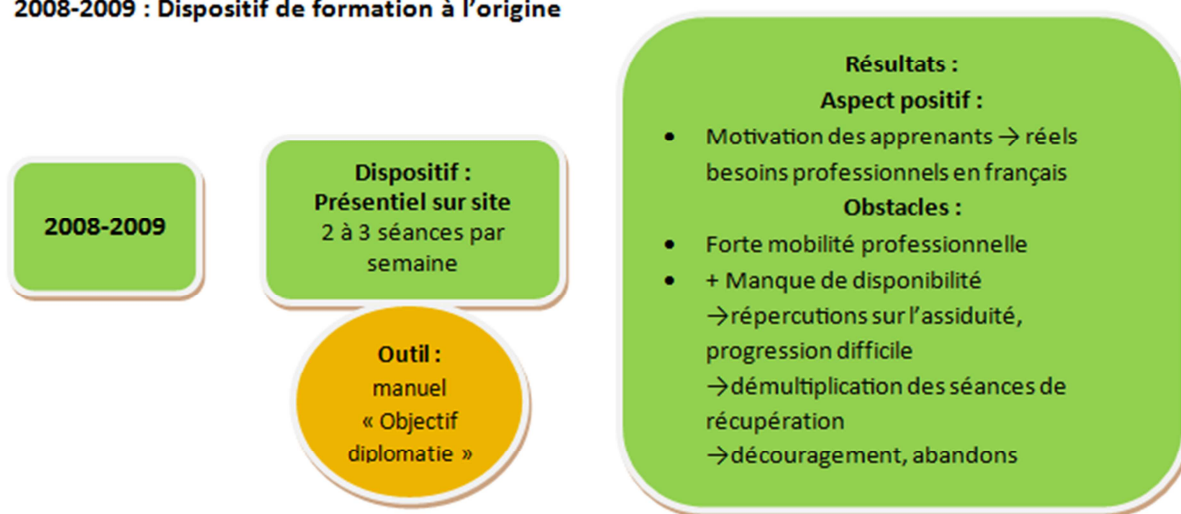 2008-2009 : Dispositif de formation à l'origine
2008-2009
Dispositif :
Présentiel sur site
2 à 3 séances par
semaine
Outil :
manuel
« Objectif
diplomatie »
Résultats :
Aspect positif :
• Motivation des apprenants → réels
besoins professionnels en français
Obstacles :
• Forte mobilité professionnelle
• + Manque de disponibilité
→répercutions sur l'assiduité,
progression difficile
→démultiplication des séances de
récupération
→découragement, abandons